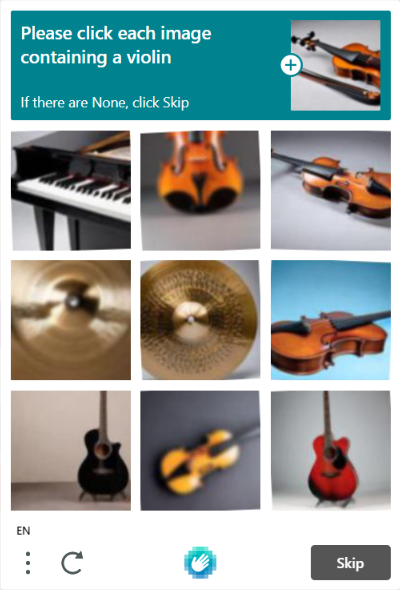 Please click each image
containing a violin
If there are None, click Skip
EN
Skip